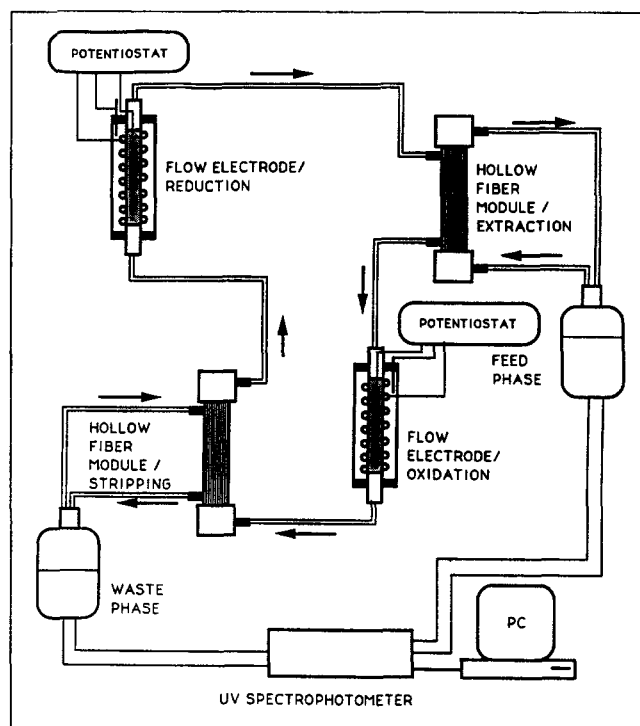 POTENTIOSTAT
FLOW ELECTRODE/
REDUCTION
HOLLOW
FIBER
MODULE /
EXTRACTION
POTENTIOSTAT
FEED
PHASE
FLOW
ELECTRODE/
OXIDATION
HOLLOW
FIBER
MODULE /
STRIPPING
WASTE
PHASE
PC
UV SPECTROPHOTOMETER